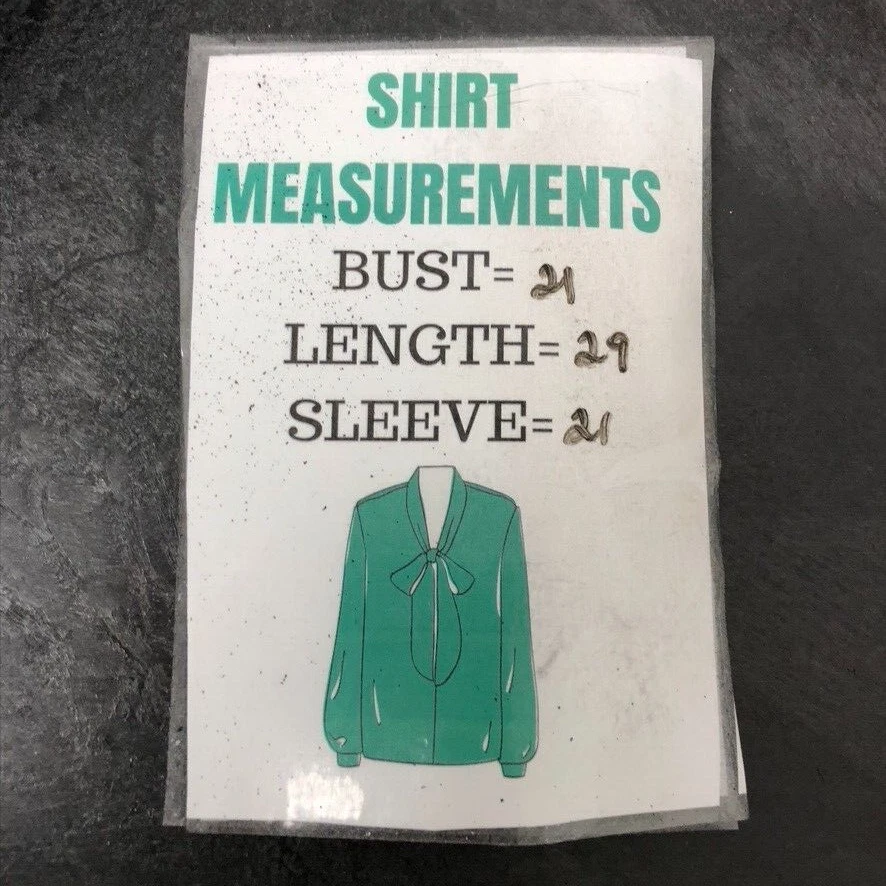 SHIRT
MEASUREMENTS
BUST= 21
LENGTH= 29
SLEEVE= 21